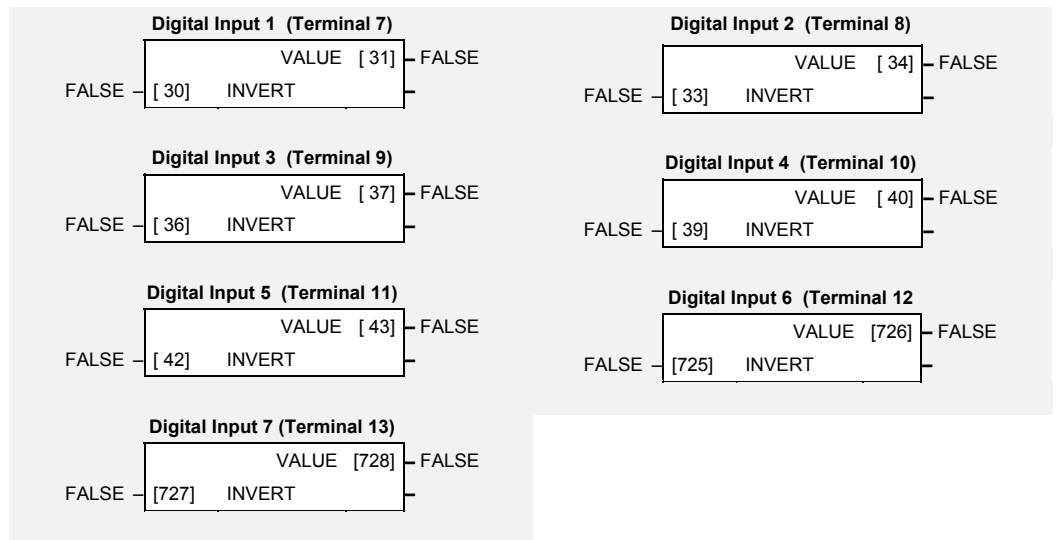 Digital Input 1 (Terminal 7)
VALUE [ 31] – FALSE
FALSE – [ 30] INVERT –
Digital Input 2 (Terminal 8)
VALUE [ 34] – FALSE
FALSE – [ 33] INVERT –
Digital Input 3 (Terminal 9)
VALUE [ 37] – FALSE
FALSE – [ 36] INVERT –
Digital Input 4 (Terminal 10)
VALUE [ 40] – FALSE
FALSE – [ 39] INVERT –
Digital Input 5 (Terminal 11)
VALUE [ 43] – FALSE
FALSE – [ 42] INVERT –
Digital Input 6 (Terminal 12
VALUE [726] – FALSE
FALSE – [725] INVERT –
Digital Input 7 (Terminal 13)
VALUE [728] – FALSE
FALSE – [727] INVERT –